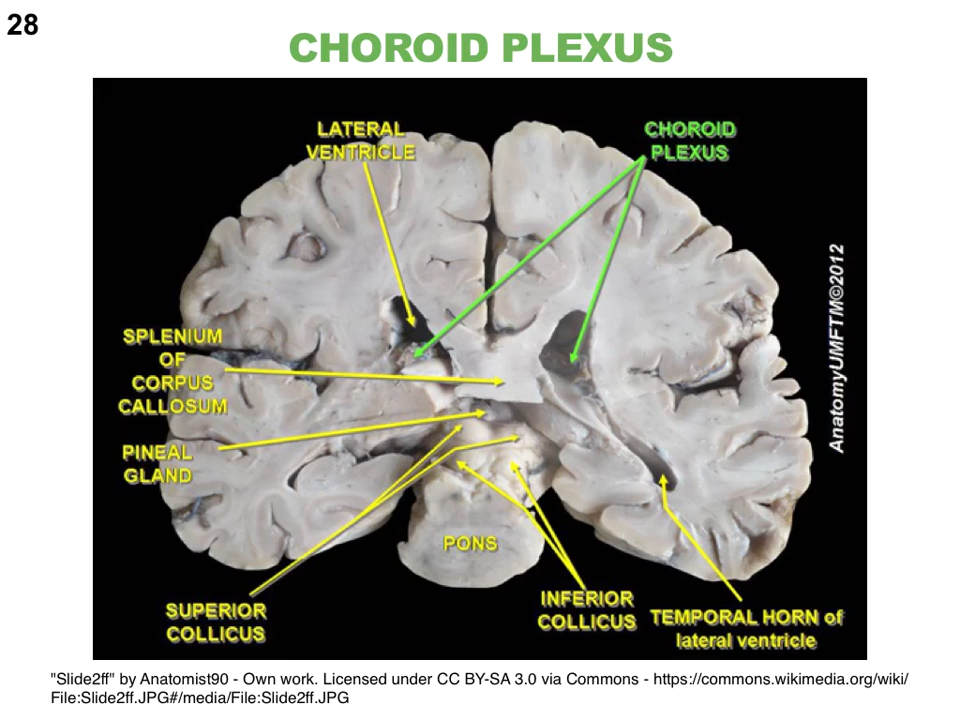 28
CHOROID PLEXUS
LATERAL
VENTRICLE
CHOROID
PLEXUS
AnatomyUMFTM©2012
SPLENIUM
OF
CORPUS
CALLOSUM
PINEAL
GLAND
PONS
SUPERIOR
COLLICUS
INFERIOR
COLLICUS
TEMPORAL HORN of
lateral ventricle
"Slide2ff" by Anatomist90 - Own work. Licensed under CC BY-SA 3.0 via Commons - https://commons.wikimedia.org/wiki/
File:Slide2ff.JPG#/media/File:Slide2ff.JPG